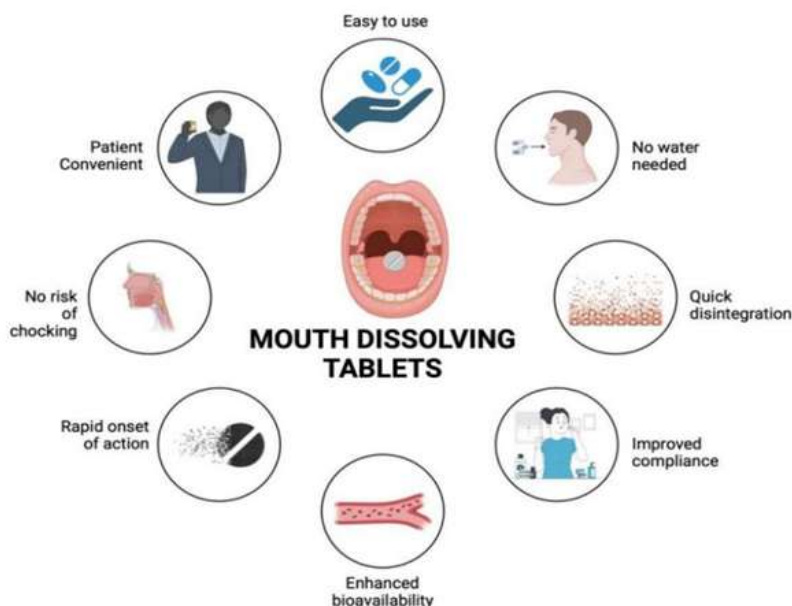 Easy to use
Patient
Convenient
No water
needed
No risk
of
chocking
Quick
disintegration
MOUTH DISSOLVING
TABLETS
Rapid onset
of action
Improved
compliance
Enhanced
bioavailability